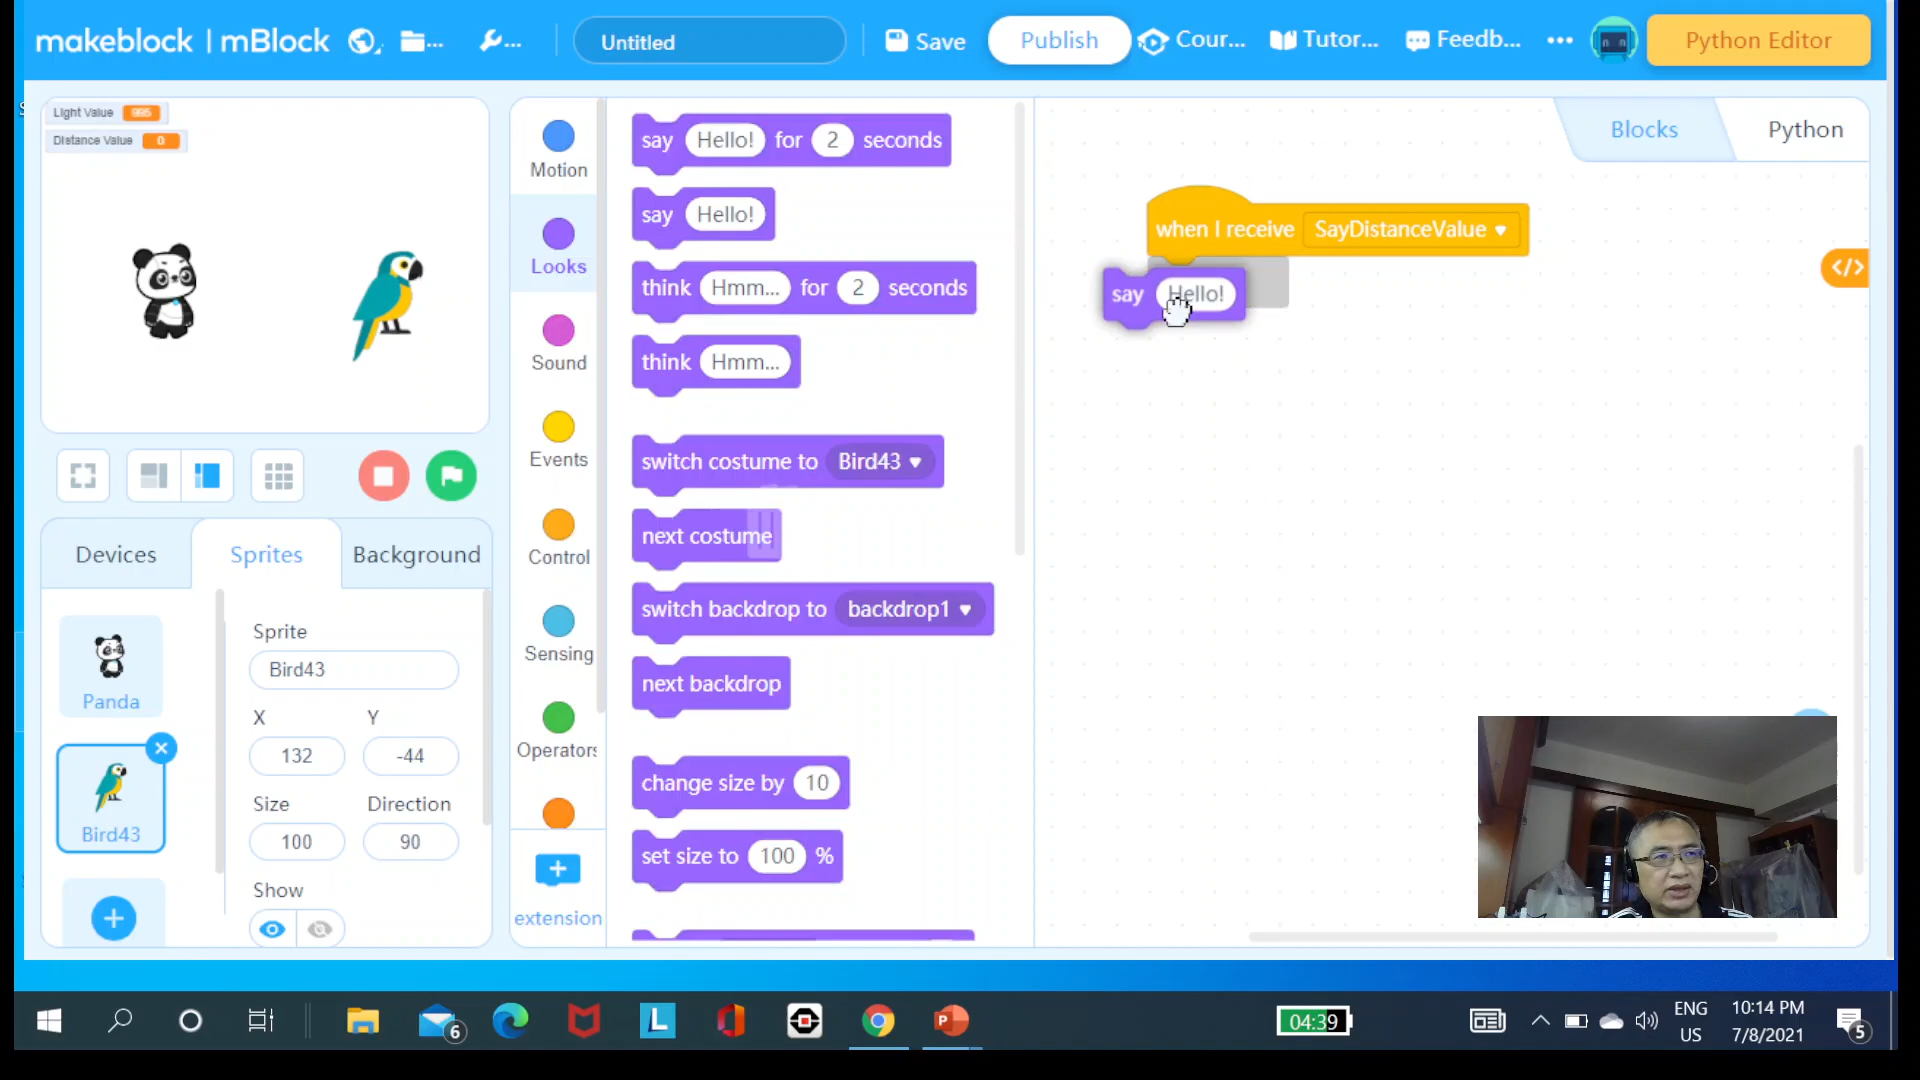 makeblock | mBlock
Untitled
Save
Publish
Cour...
Tutor...
Feedb...
Python Editor
Light Value 995
Distance Value 0
Motion
Looks
Sound
Events
Control
Sensing
Operators
extension
say Hello! for 2 seconds
say Hello!
think Hmm... for 2 seconds
think Hmm...
switch costume to Bird43
next costume
switch backdrop to backdrop1
next backdrop
change size by 10
set size to 100 %
Blocks
Python
when I receive SayDistanceValue
say Hello!
Devices
Sprites
Background
Panda
Bird43
Sprite
Bird43
X
Y
132
-44
Size
Direction
100
90
Show
6
04:39
ENG
US
10:14 PM
7/8/2021
5